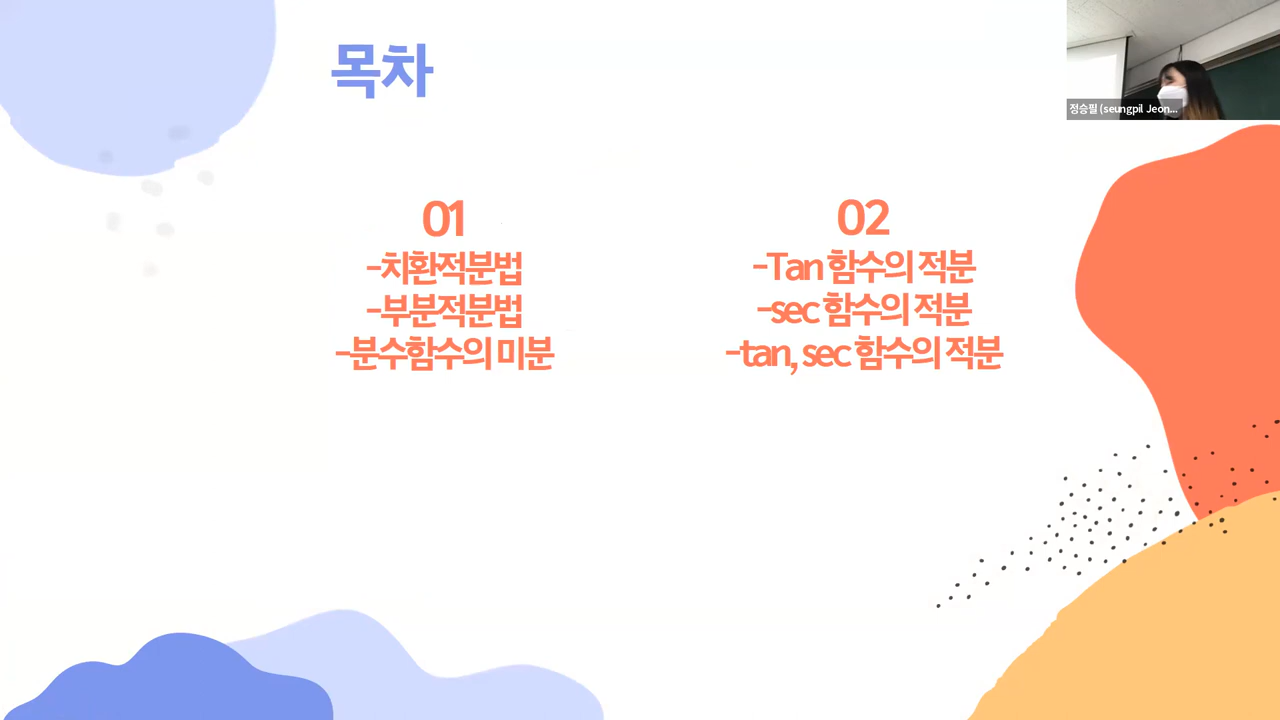 목차
정승필 (seungpil Jeon...
01
-치환적분법
-부분적분법
-분수함수의 미분
02
-Tan 함수의 적분
-sec 함수의 적분
-tan, sec 함수의 적분